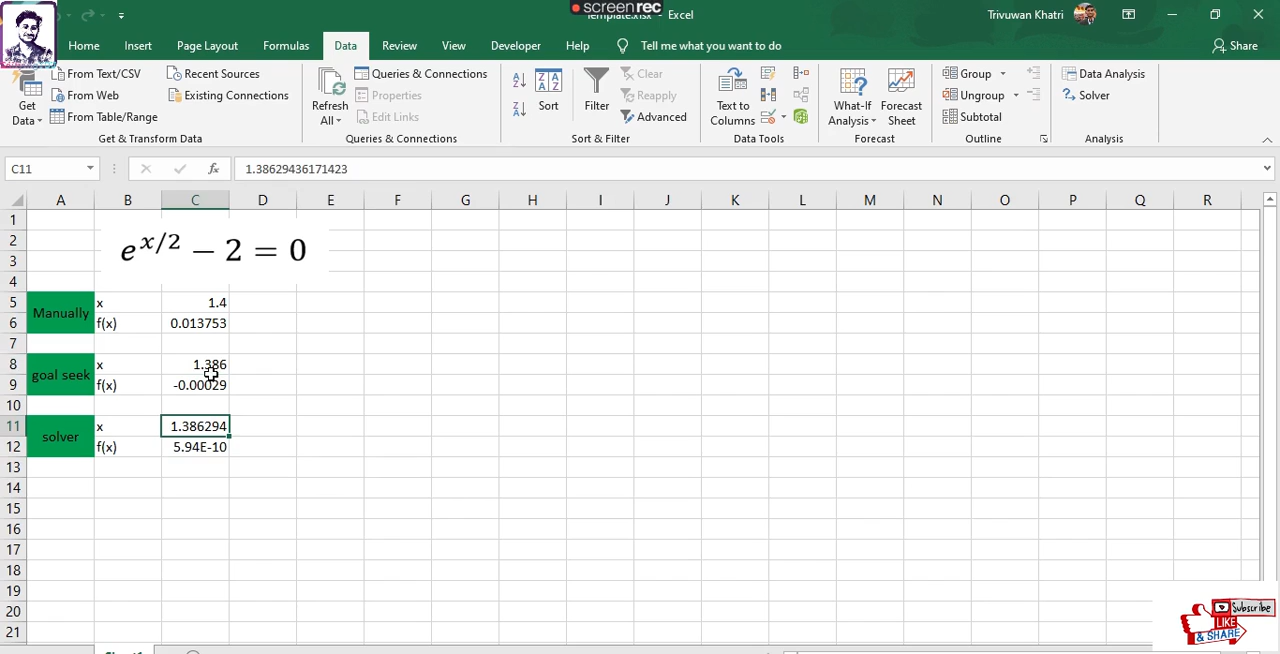 screenrec
Template.xlsx - Excel
Trivuwan Khatri
Home Insert Page Layout Formulas Data Review View Developer Help Tell me what you want to do Share
From Text/CSV Recent Sources Queries & Connections Clear Group Data Analysis
From Web Existing Connections Properties Reapply Ungroup Solver
From Table/Range Edit Links Advanced Subtotal
Get Data Refresh All Sort Filter Text to Columns What-If Analysis Forecast Sheet
Get & Transform Data Queries & Connections Sort & Filter Data Tools Forecast Outline Analysis
C11 fx 1.38629436171423
A B C D E F G H I J K L M N O P Q R
1
2
3
e^{x/2} − 2 = 0
4
5 x 1.4
Manually
6 f(x) 0.013753
7
8 x 1.386
goal seek
9 f(x) -0.00029
10
11 x 1.386294
solver
12 f(x) 5.94E-10
13
14
15
16
17
18
19
20
21
Subscribe
LIKE
& SHARE